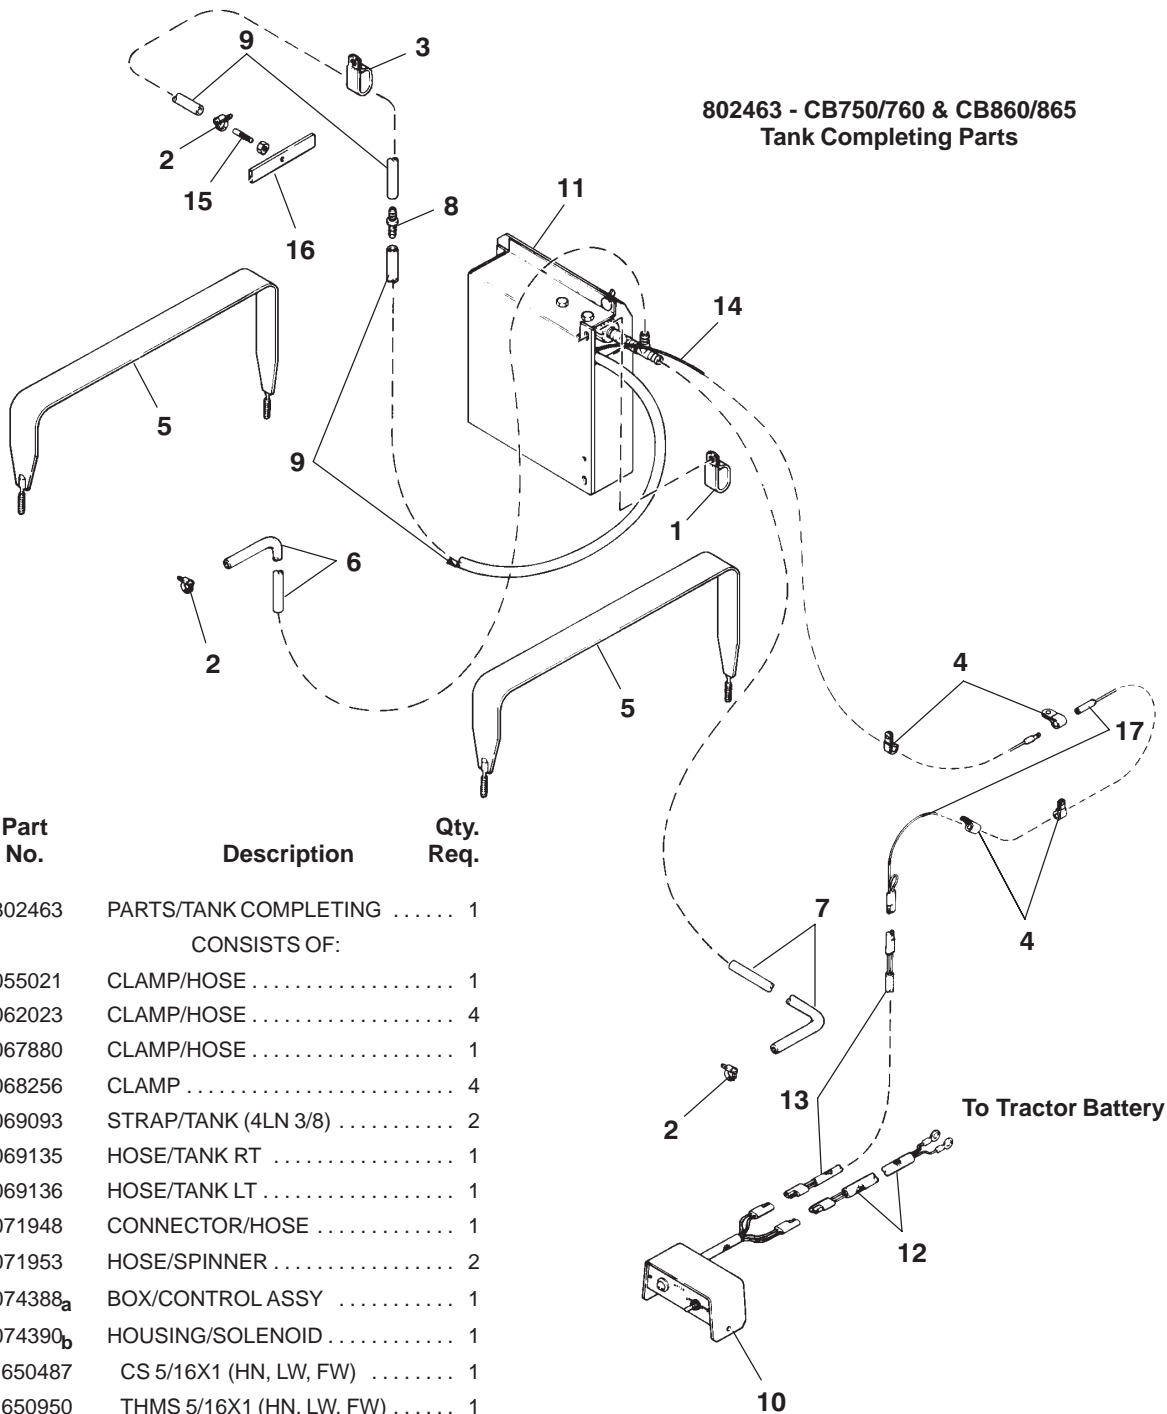 9
3
802463 - CB750/760 & CB860/865
Tank Completing Parts
2
15
16
8
11
14
5
9
1
6
2
5
4
17
4
7
13
2
To Tractor Battery
12
10
Part No.
Description
Qty. Req.
802463 PARTS/TANK COMPLETING ...... 1
CONSISTS OF:
055021 CLAMP/HOSE ................... 1
062023 CLAMP/HOSE ................... 4
067880 CLAMP/HOSE ................... 1
068256 CLAMP ......................... 4
069093 STRAP/TANK (4LN 3/8) ........... 2
069135 HOSE/TANK RT ................. 1
069136 HOSE/TANK LT .................. 1
071948 CONNECTOR/HOSE ............. 1
071953 HOSE/SPINNER ................. 2
074388a BOX/CONTROL ASSY ........... 1
074390b HOUSING/SOLENOID ............ 1
650487 CS 5/16X1 (HN, LW, FW) ........ 1
650950 THMS 5/16X1 (HN, LW, FW) ...... 1